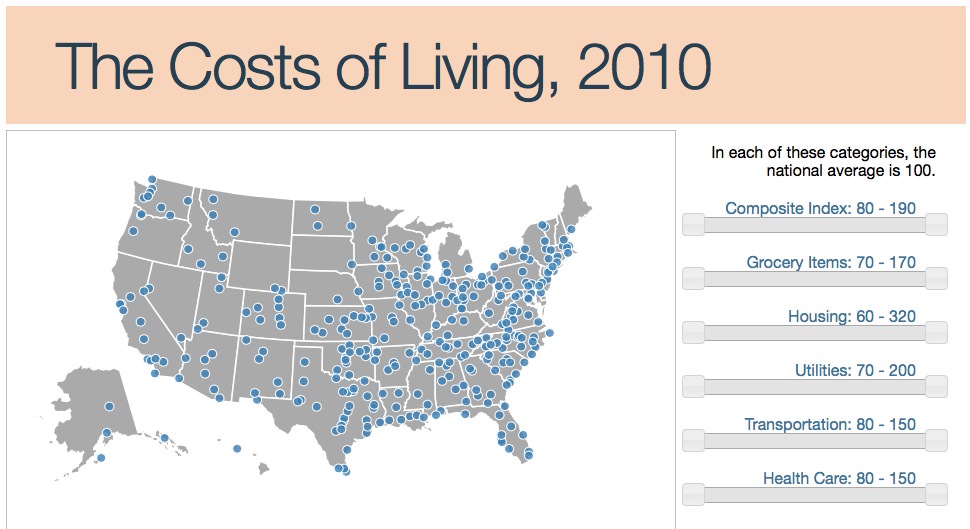 The Costs of Living, 2010
In each of these categories, the
national average is 100.
Composite Index: 80 - 190
Grocery Items: 70 - 170
Housing: 60 - 320
Utilities: 70 - 200
Transportation: 80 - 150
Health Care: 80 - 150